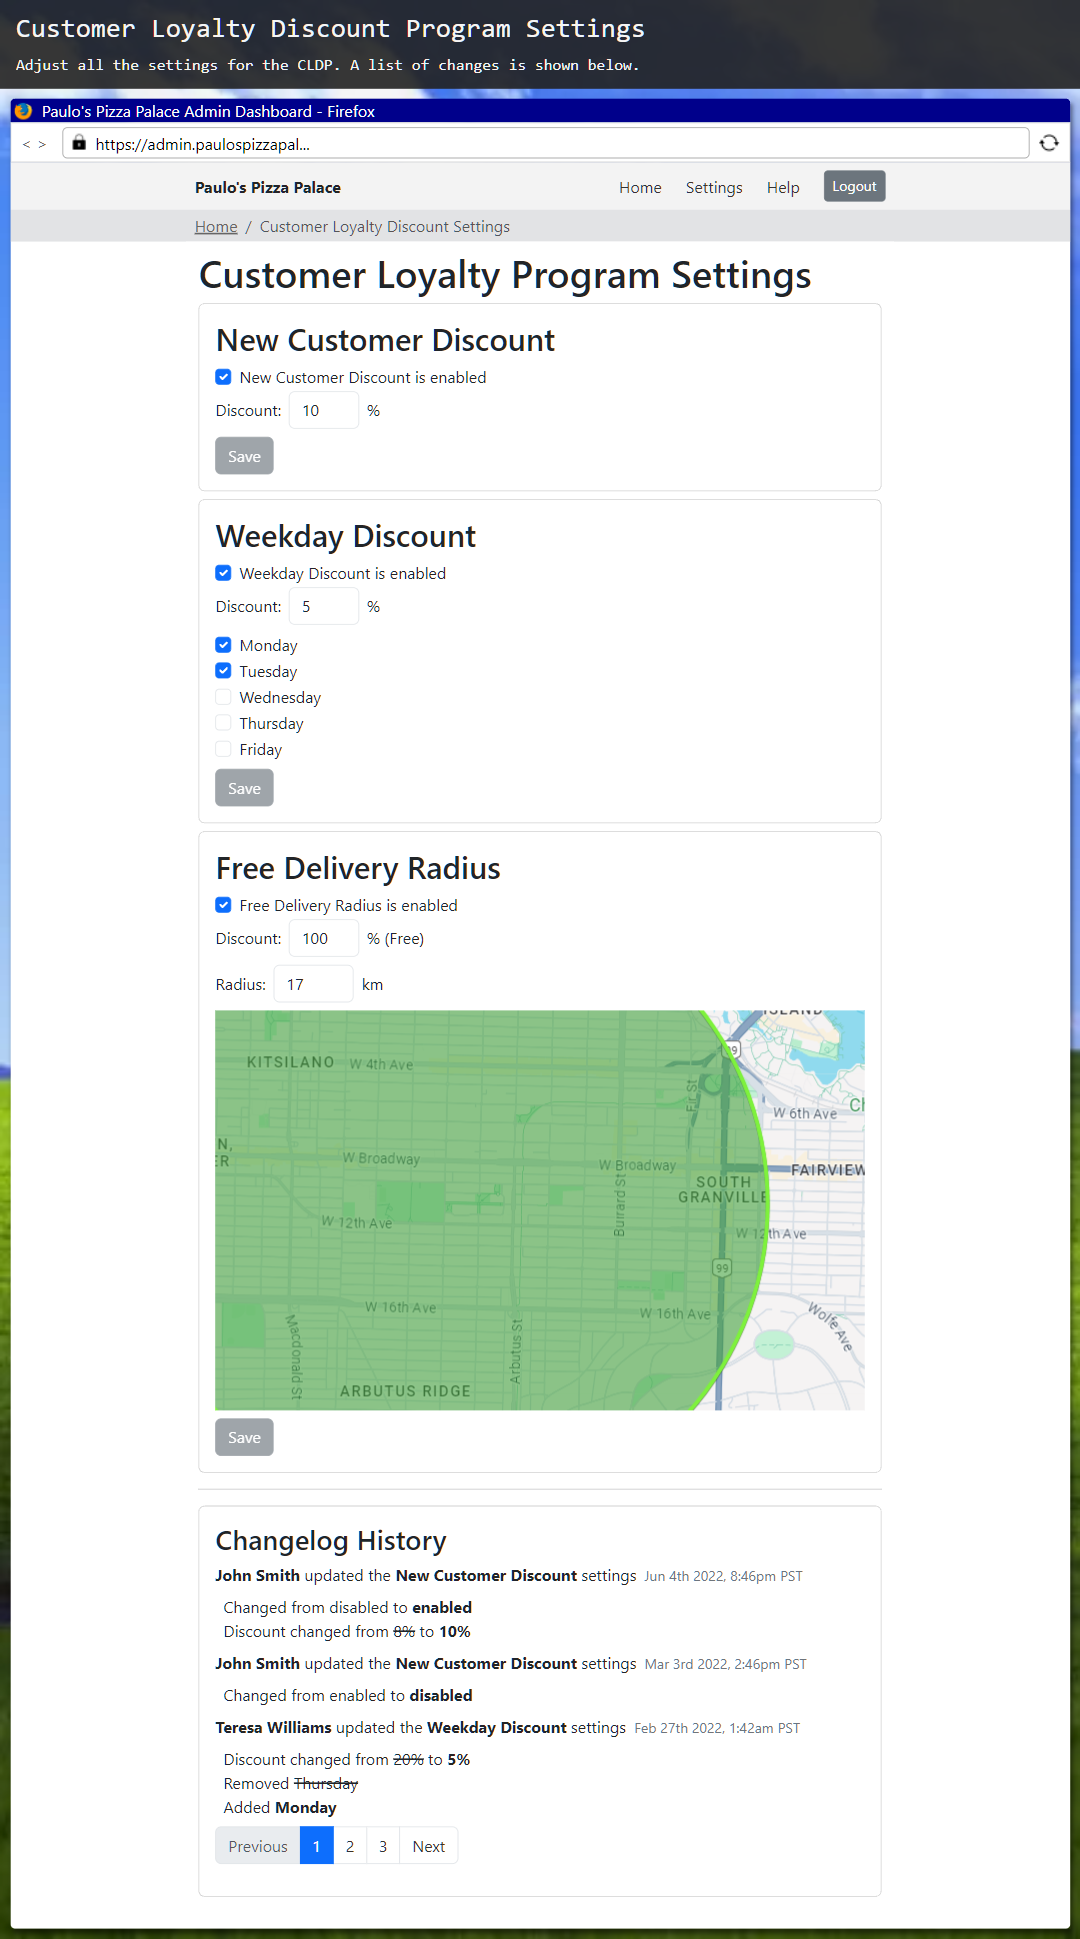 Customer Loyalty Discount Program Settings
Adjust all the settings for the CLDP. A list of changes is shown below.
Paulo's Pizza Palace Admin Dashboard - Firefox
< > https://admin.paulospizzapal...
Paulo's Pizza Palace Home Settings Help Logout
Home / Customer Loyalty Discount Settings
Customer Loyalty Program Settings
New Customer Discount
New Customer Discount is enabled
Discount: 10 %
Save
Weekday Discount
Weekday Discount is enabled
Discount: 5 %
Monday
Tuesday
Wednesday
Thursday
Friday
Save
Free Delivery Radius
Free Delivery Radius is enabled
Discount: 100 % (Free)
Radius: 17 km
ISLAND
99
KITSILANO W 4th Ave
Fir St
W 6th Ave
W Broadway W Broadway FAIRVIEW
SOUTH
GRANVILLE
Burrard St
W 12th Ave W 12th Ave
99
W 16th Ave W 16th Ave Wolfe Ave
Macdonald St Arbutus St
ARBUTUS RIDGE
Save
Changelog History
John Smith updated the New Customer Discount settings Jun 4th 2022, 8:46pm PST
Changed from disabled to enabled
Discount changed from 8% to 10%
John Smith updated the New Customer Discount settings Mar 3rd 2022, 2:46pm PST
Changed from enabled to disabled
Teresa Williams updated the Weekday Discount settings Feb 27th 2022, 1:42am PST
Discount changed from 20% to 5%
Removed Thursday
Added Monday
Previous 1 2 3 Next